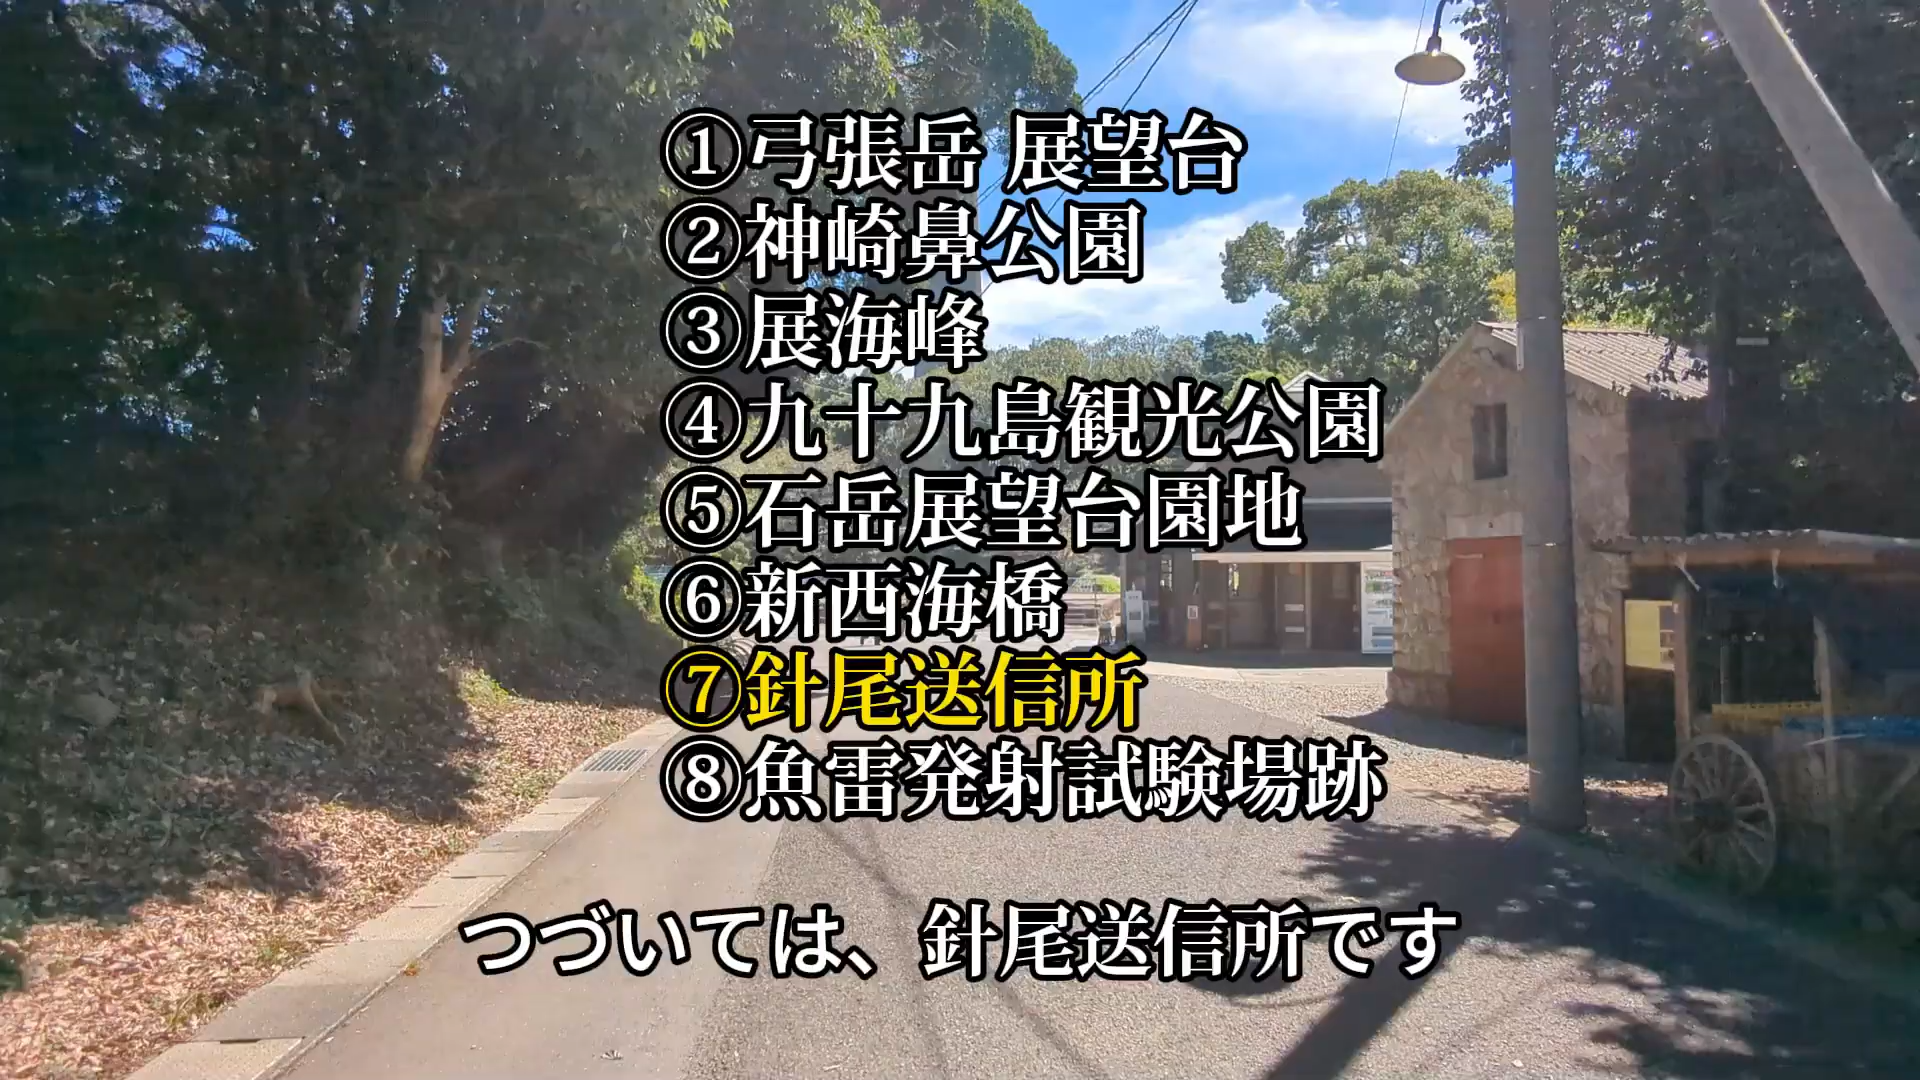 ①弓張岳 展望台
②神崎鼻公園
③展海峰
④九十九島観光公園
⑤石岳展望台園地
⑥新西海橋
⑦針尾送信所
⑧魚雷発射試験場跡
つづいては、針尾送信所です